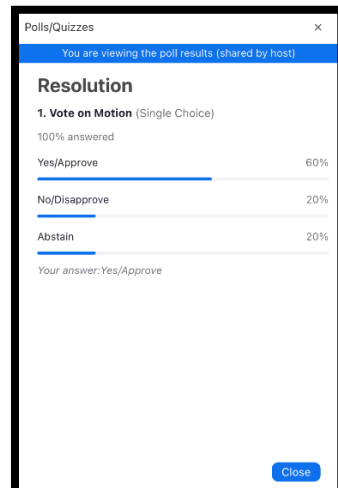 Polls/Quizzes ×
You are viewing the poll results (shared by host)
Resolution
1. Vote on Motion (Single Choice)
100% answered
Yes/Approve 60%
No/Disapprove 20%
Abstain 20%
Your answer:Yes/Approve
Close